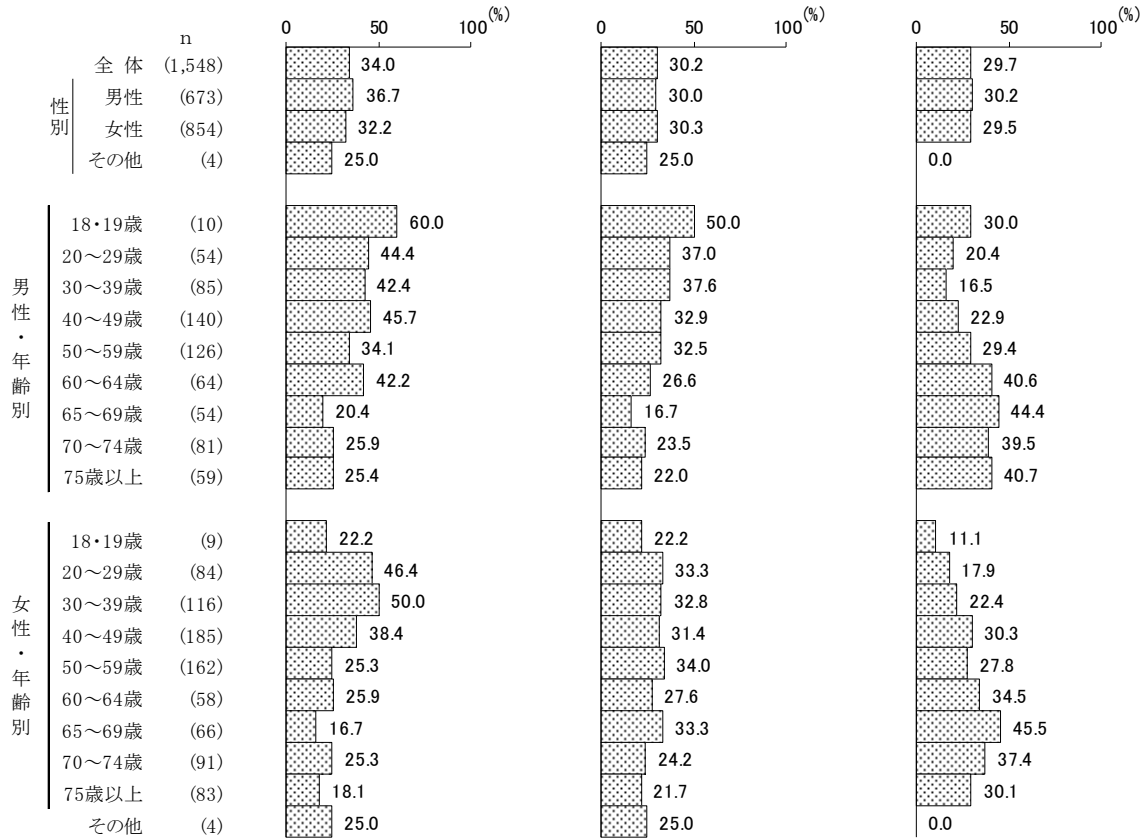 0 50 100(%) 0 50 100(%) 0 50 100(%)
n
全 体 (1,548) 34.0 30.2 29.7
性別
男性 (673) 36.7 30.0 30.2
女性 (854) 32.2 30.3 29.5
その他 (4) 25.0 25.0 0.0
男性・年齢別
18・19歳 (10) 60.0 50.0 30.0
20～29歳 (54) 44.4 37.0 20.4
30～39歳 (85) 42.4 37.6 16.5
40～49歳 (140) 45.7 32.9 22.9
50～59歳 (126) 34.1 32.5 29.4
60～64歳 (64) 42.2 26.6 40.6
65～69歳 (54) 20.4 16.7 44.4
70～74歳 (81) 25.9 23.5 39.5
75歳以上 (59) 25.4 22.0 40.7
女性・年齢別
18・19歳 (9) 22.2 22.2 11.1
20～29歳 (84) 46.4 33.3 17.9
30～39歳 (116) 50.0 32.8 22.4
40～49歳 (185) 38.4 31.4 30.3
50～59歳 (162) 25.3 34.0 27.8
60～64歳 (58) 25.9 27.6 34.5
65～69歳 (66) 16.7 33.3 45.5
70～74歳 (91) 25.3 24.2 37.4
75歳以上 (83) 18.1 21.7 30.1
その他 (4) 25.0 25.0 0.0